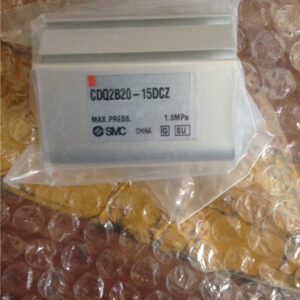 CDQ2B20-15DCZ
MAX.PRESS. 1.0MPa
SMC CHINA G SU